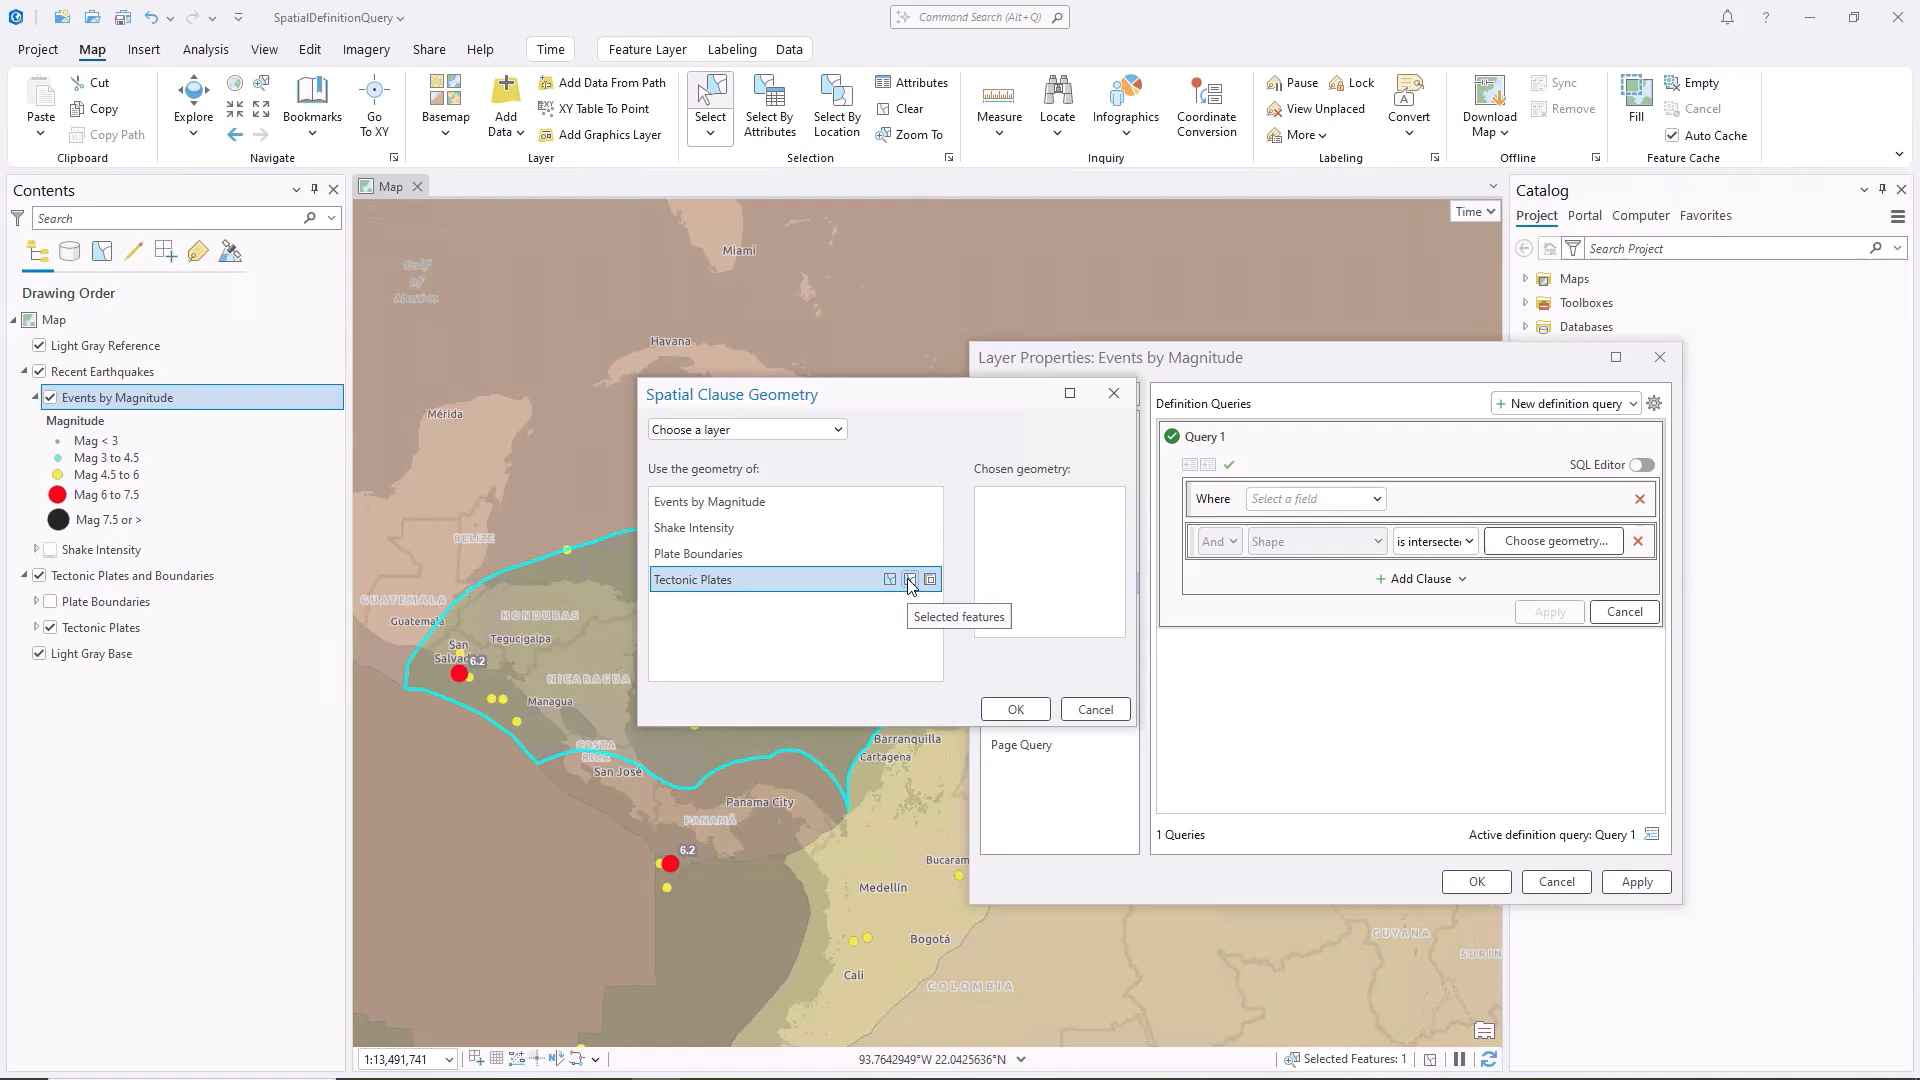 SpatialDefinitionQuery
Command Search (Alt+Q)
Project
Map
Insert
Analysis
View
Edit
Imagery
Share
Help
Time
Feature Layer
Labeling
Data
Paste
Cut
Copy
Copy Path
Clipboard
Explore
Bookmarks
Go
To XY
Navigate
Basemap
Add
Data
Add Data From Path
XY Table To Point
Add Graphics Layer
Layer
Select
Select By
Attributes
Select By
Location
Attributes
Clear
Zoom To
Selection
Measure
Locate
Infographics
Coordinate
Conversion
Inquiry
Pause
Lock
View Unplaced
More
Convert
Labeling
Download
Map
Sync
Remove
Offline
Fill
Empty
Cancel
Auto Cache
Feature Cache
Contents
Search
Drawing Order
Map
Light Gray Reference
Recent Earthquakes
Events by Magnitude
Magnitude
Mag < 3
Mag 3 to 4.5
Mag 4.5 to 6
Mag 6 to 7.5
Mag 7.5 or >
Shake Intensity
Tectonic Plates and Boundaries
Plate Boundaries
Tectonic Plates
Light Gray Base
Map
Time
Miami
Gulf
of
Mexico
Havana
Mérida
BELIZE
GUATEMALA
Guatemala
HONDURAS
Tegucigalpa
San
Salvad
6.2
NICARAGUA
Managua
COSTA
RICA
San José
Panama City
PANAMÁ
Barranquilla
Cartagena
6.2
Bucaram
Medellín
Bogotá
Cali
COLOMBIA
GUYANA
SURIN
Spatial Clause Geometry
Choose a layer
Use the geometry of:
Chosen geometry:
Events by Magnitude
Shake Intensity
Plate Boundaries
Tectonic Plates
Selected features
OK
Cancel
Layer Properties: Events by Magnitude
Page Query
Definition Queries
New definition query
Query 1
SQL Editor
Where
Select a field
And
Shape
is intersecte
Choose geometry...
Add Clause
Apply
Cancel
1 Queries
Active definition query: Query 1
OK
Cancel
Apply
Catalog
Project
Portal
Computer
Favorites
Search Project
Maps
Toolboxes
Databases
1:13,491,741
93.7642949°W 22.0425636°N
Selected Features: 1